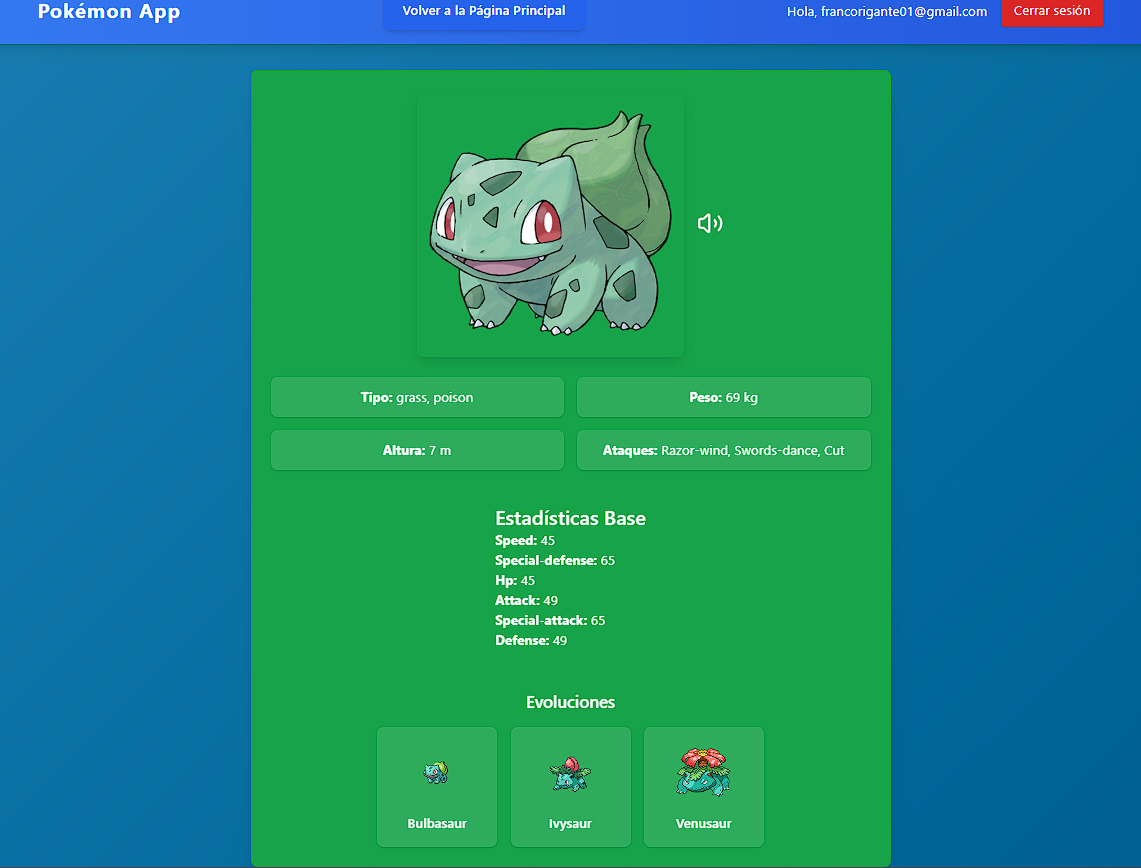 Pokémon App
Volver a la Página Principal
Hola, francorigante01@gmail.com
Cerrar sesión
Tipo: grass, poison
Peso: 69 kg
Altura: 7 m
Ataques: Razor-wind, Swords-dance, Cut
Estadísticas Base
Speed: 45
Special-defense: 65
Hp: 45
Attack: 49
Special-attack: 65
Defense: 49
Evoluciones
Bulbasaur
Ivysaur
Venusaur